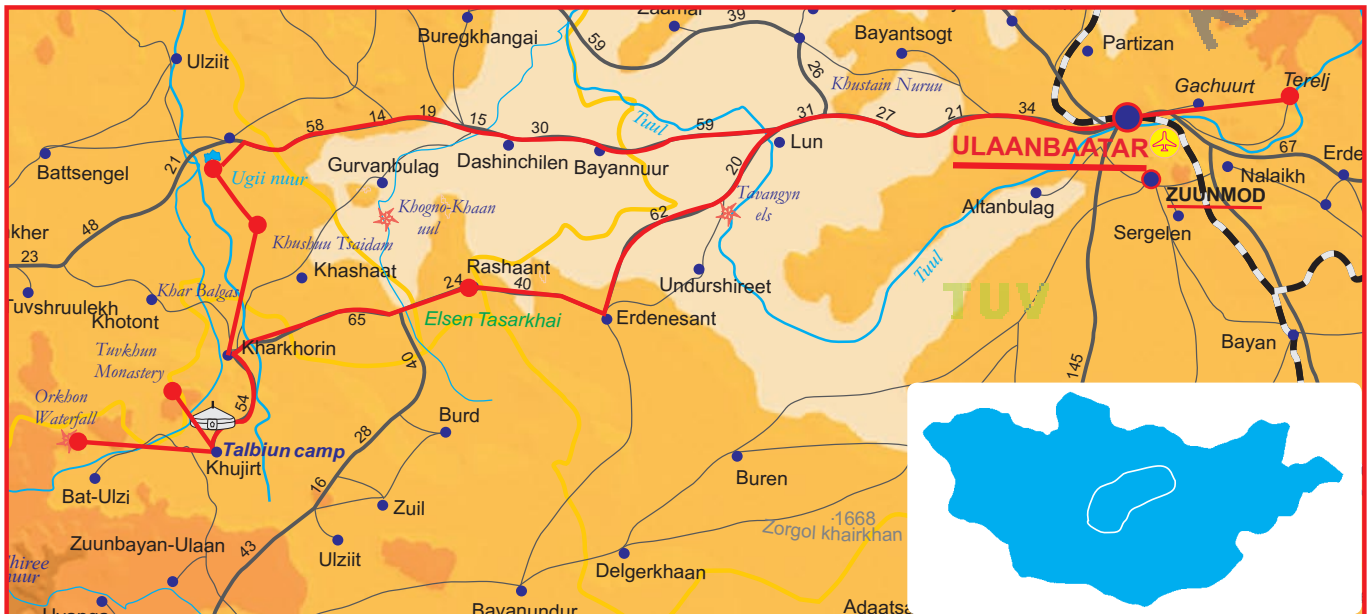 Zaamar
39
Buregkhangai
59
Bayantsogt
Partizan
Ulziit
26
Khustain Nuruu
Gachuurt
Terelj
58
14
19
15
30
Tuul
59
31
27
21
34
Lun
ULAANBAATAR
67
Battsengel
21
Ugii nuur
Gurvanbulag
Dashinchilen
Bayannuur
20
Nalaikh
ZUUNMOD
Altanbulag
Tavangyn
els
Khogno-Khaan
uul
62
48
23
Khushuu Tsaidam
Khashaat
Sergelen
Tuul
Tuvshruulekh
Khar Balgas
Khotont
24
Rashaant
40
Undurshireet
TUV
65
Elsen Tasarkhai
Erdenesant
Kharkhorin
40
Bayan
145
Tuvkhun
Monastery
Orkhon
Waterfall
54
Burd
28
Talbiun camp
Khujirt
Bat-Ulzi
16
Zuil
Buren
1668
Zorgol khairkhan
43
Ulziit
Zuunbayan-Ulaan
Delgerkhaan
Bayanundur